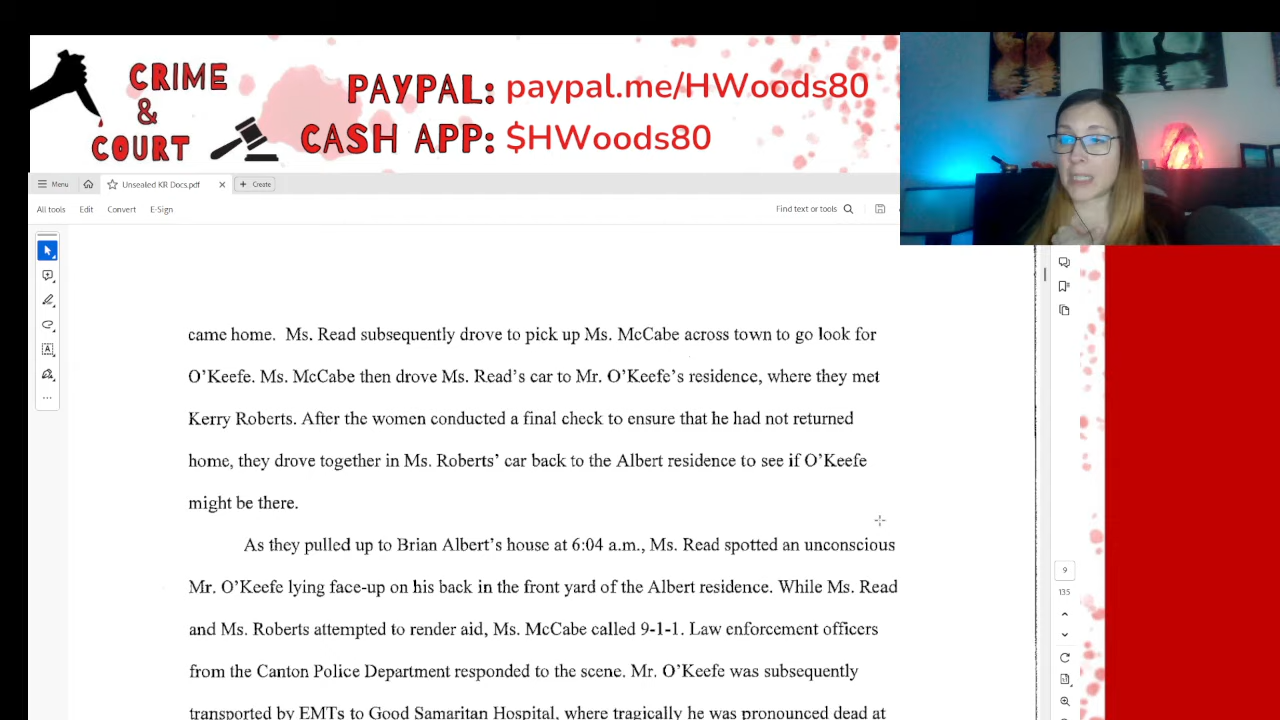 CRIME
&
COURT
PAYPAL: paypal.me/HWoods80
CASH APP: $HWoods80
Menu
Unsealed KR Docs.pdf
Create
All tools
Edit
Convert
E-Sign
Find text or tools
came home. Ms. Read subsequently drove to pick up Ms. McCabe across town to go look for
O'Keefe. Ms. McCabe then drove Ms. Read's car to Mr. O'Keefe's residence, where they met
Kerry Roberts. After the women conducted a final check to ensure that he had not returned
home, they drove together in Ms. Roberts' car back to the Albert residence to see if O'Keefe
might be there.
As they pulled up to Brian Albert's house at 6:04 a.m., Ms. Read spotted an unconscious
Mr. O'Keefe lying face-up on his back in the front yard of the Albert residence. While Ms. Read
and Ms. Roberts attempted to render aid, Ms. McCabe called 9-1-1. Law enforcement officers
from the Canton Police Department responded to the scene. Mr. O'Keefe was subsequently
transported by EMTs to Good Samaritan Hospital, where tragically he was pronounced dead at
9
135